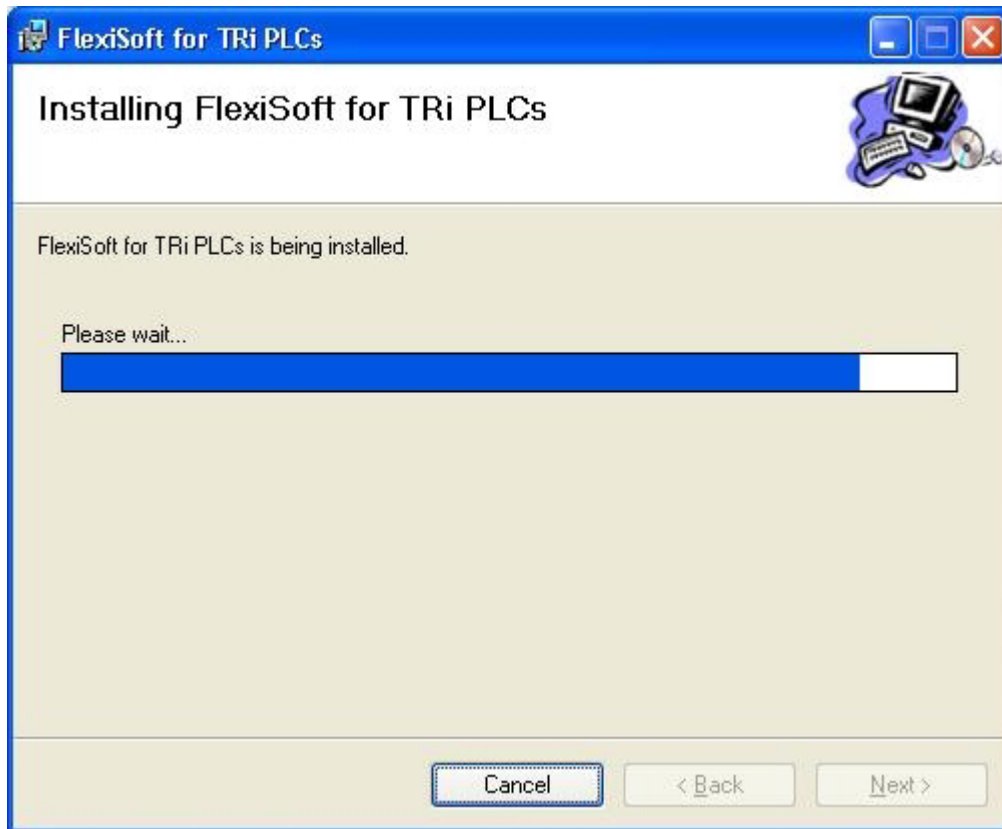 FlexiSoft for TRi PLCs
Installing FlexiSoft for TRi PLCs
FlexiSoft for TRi PLCs is being installed.
Please wait...
Cancel
< Back
Next >